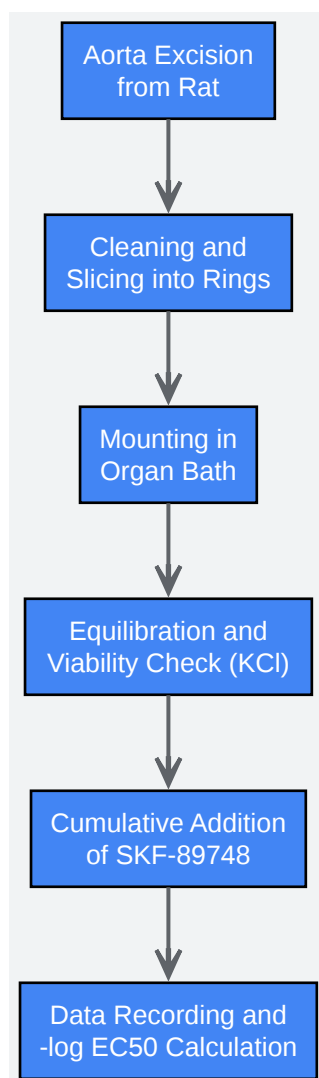 Aorta Excision
from Rat
Cleaning and
Slicing into Rings
Mounting in
Organ Bath
Equilibration and
Viability Check (KCl)
Cumulative Addition
of SKF-89748
Data Recording and
-log EC50 Calculation